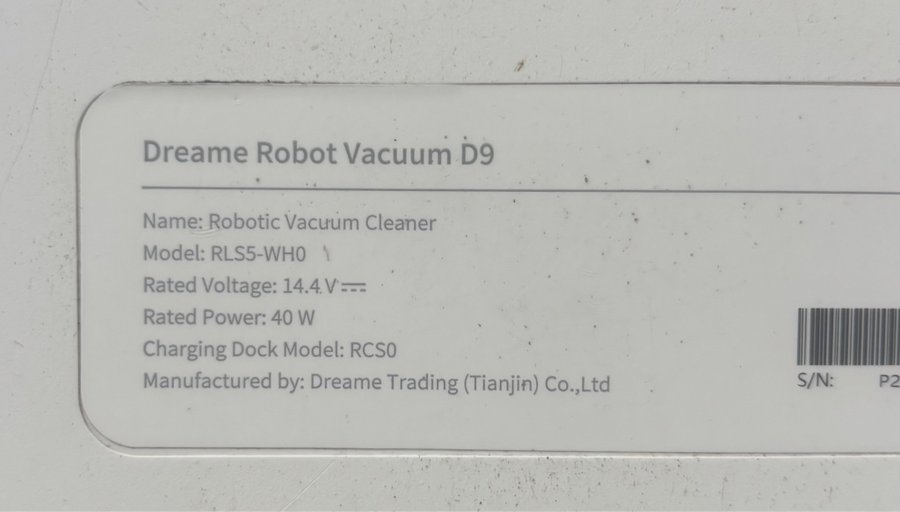 Dreame Robot Vacuum D9
Name: Robotic Vacuum Cleaner
Model: RLS5-WH0
Rated Voltage: 14.4 V⎓
Rated Power: 40 W
Charging Dock Model: RCS0
Manufactured by: Dreame Trading (Tianjin) Co.,Ltd
S/N: P2